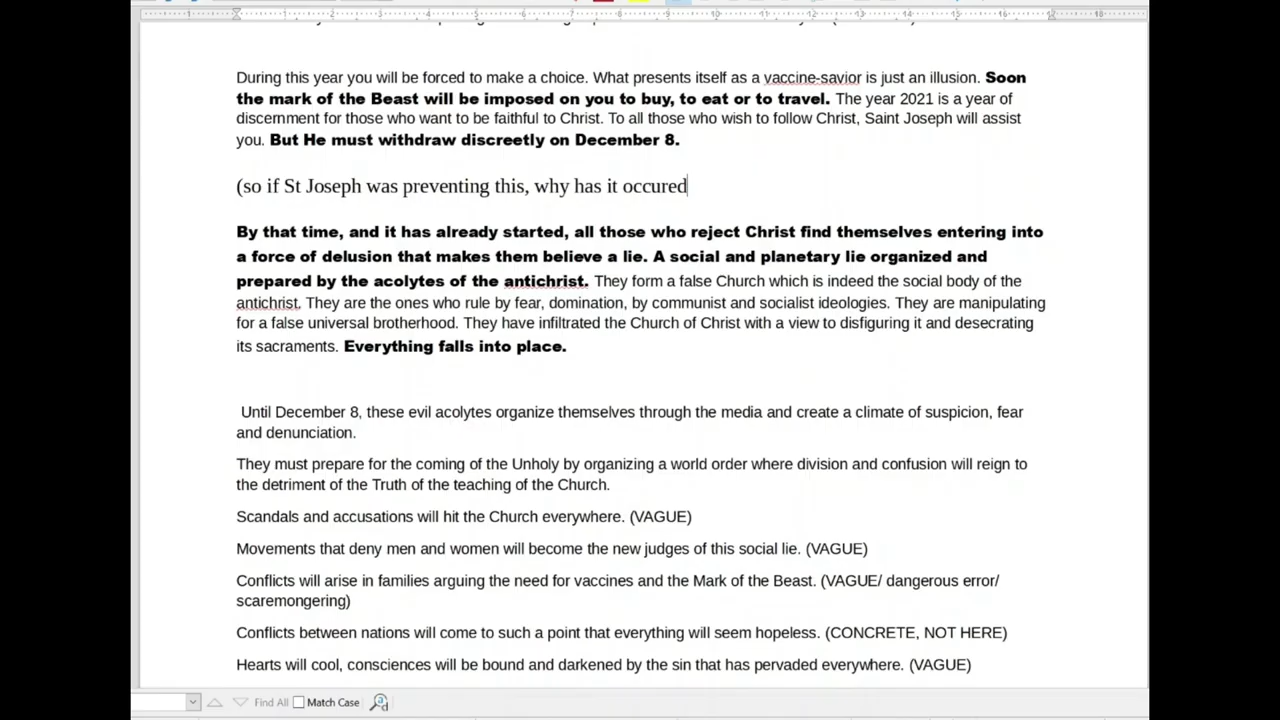 During this year you will be forced to make a choice. What presents itself as a vaccine-savior is just an illusion. Soon
the mark of the Beast will be imposed on you to buy, to eat or to travel. The year 2021 is a year of
discernment for those who want to be faithful to Christ. To all those who wish to follow Christ, Saint Joseph will assist
you. But He must withdraw discreetly on December 8.
(so if St Joseph was preventing this, why has it occured
By that time, and it has already started, all those who reject Christ find themselves entering into
a force of delusion that makes them believe a lie. A social and planetary lie organized and
prepared by the acolytes of the antichrist. They form a false Church which is indeed the social body of the
antichrist. They are the ones who rule by fear, domination, by communist and socialist ideologies. They are manipulating
for a false universal brotherhood. They have infiltrated the Church of Christ with a view to disfiguring it and desecrating
its sacraments. Everything falls into place.
Until December 8, these evil acolytes organize themselves through the media and create a climate of suspicion, fear
and denunciation.
They must prepare for the coming of the Unholy by organizing a world order where division and confusion will reign to
the detriment of the Truth of the teaching of the Church.
Scandals and accusations will hit the Church everywhere. (VAGUE)
Movements that deny men and women will become the new judges of this social lie. (VAGUE)
Conflicts will arise in families arguing the need for vaccines and the Mark of the Beast. (VAGUE/ dangerous error/
scaremongering)
Conflicts between nations will come to such a point that everything will seem hopeless. (CONCRETE, NOT HERE)
Hearts will cool, consciences will be bound and darkened by the sin that has pervaded everywhere. (VAGUE)
Find All Match Case